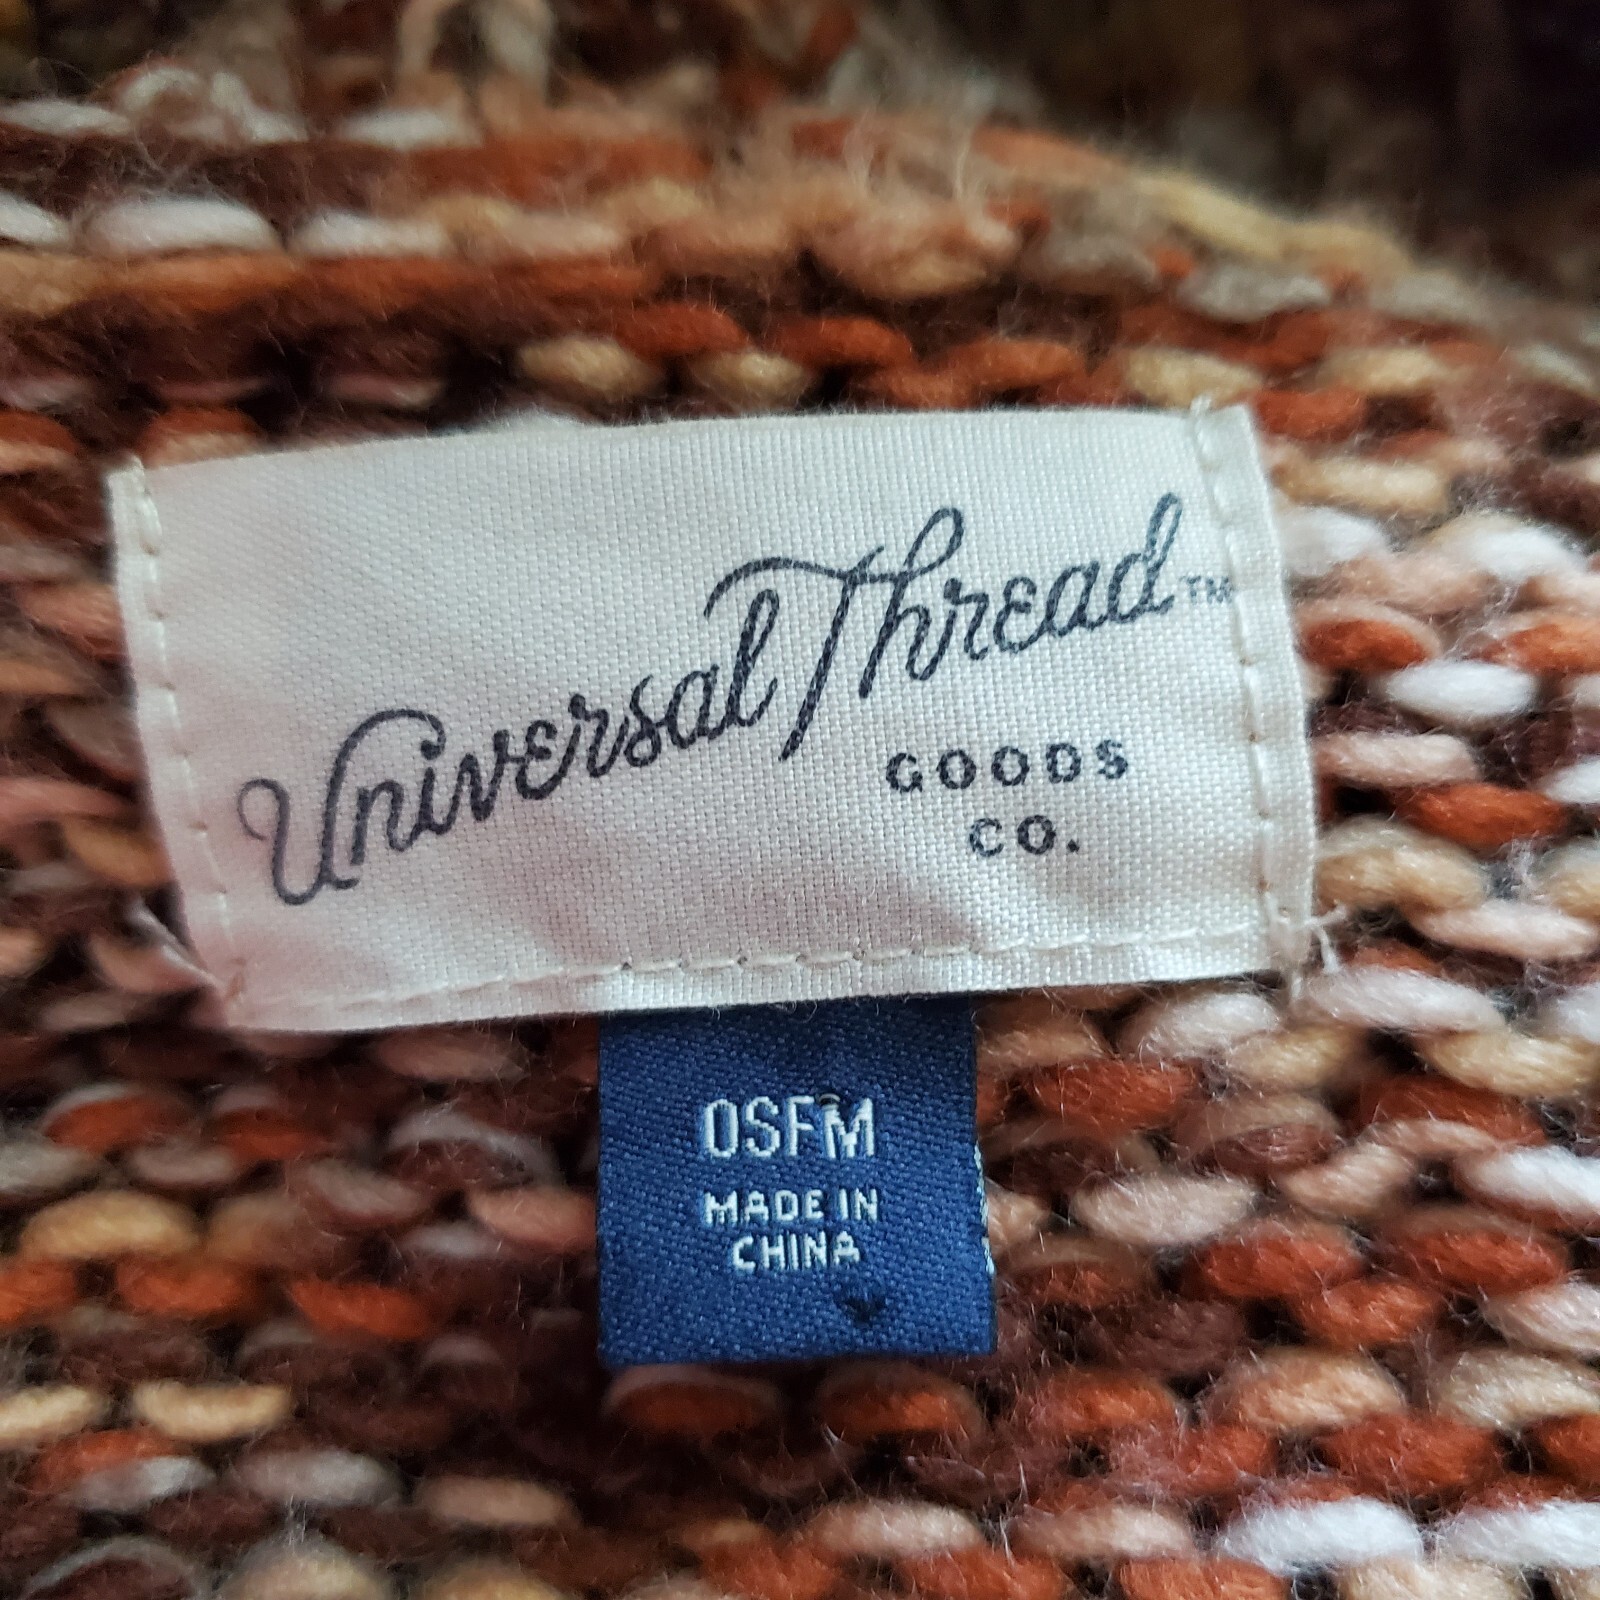 Universal Thread™
GOODS
CO.
OSFM
MADE IN
CHINA